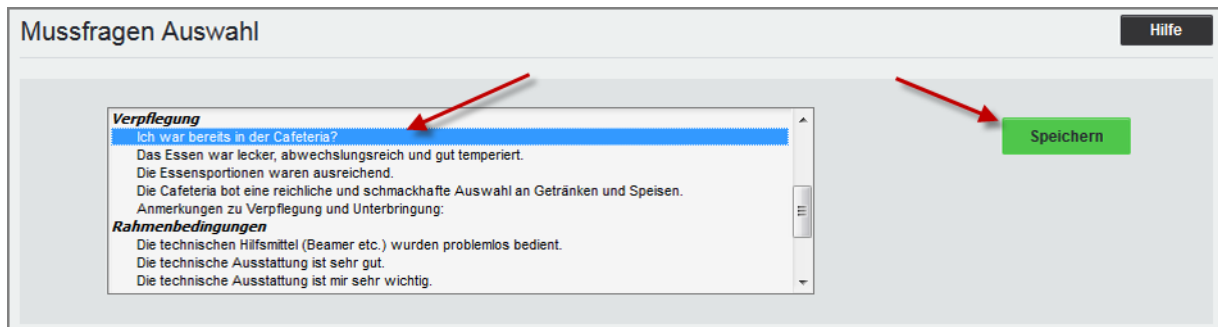 Mussfragen Auswahl
Hilfe
Verpflegung
Ich war bereits in der Cafeteria?
Speichern
Das Essen war lecker, abwechslungsreich und gut temperiert.
Die Essensportionen waren ausreichend.
Die Cafeteria bot eine reichliche und schmackhafte Auswahl an Getränken und Speisen.
Anmerkungen zu Verpflegung und Unterbringung:
Rahmenbedingungen
Die technischen Hilfsmittel (Beamer etc.) wurden problemlos bedient.
Die technische Ausstattung ist sehr gut.
Die technische Ausstattung ist mir sehr wichtig.